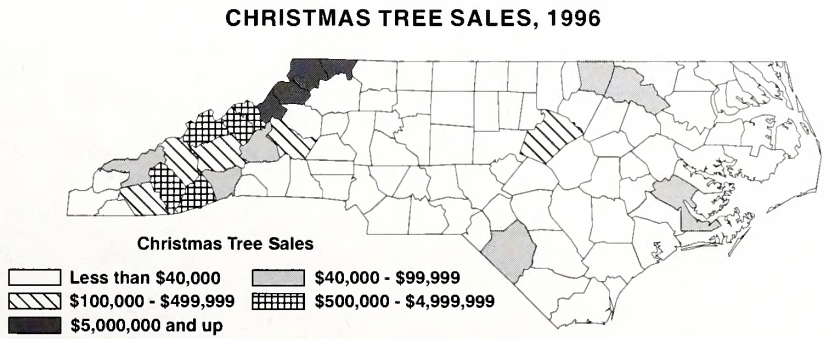 CHRISTMAS TREE SALES, 1996
Christmas Tree Sales
Less than $40,000
$40,000 - $99,999
$100,000 - $499,999
$500,000 - $4,999,999
$5,000,000 and up